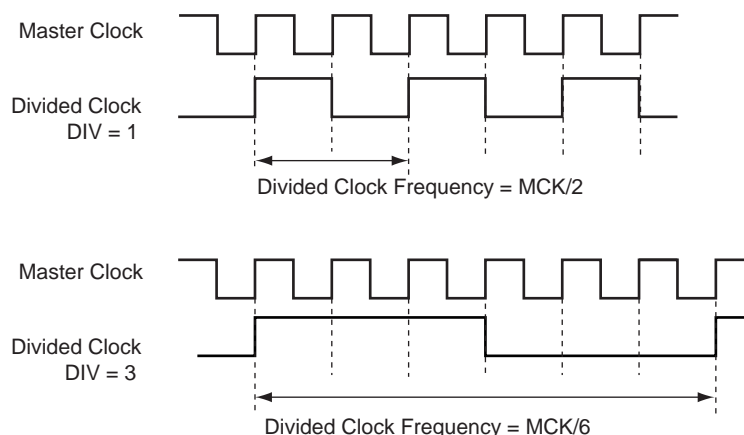 Master Clock
Divided Clock
DIV = 1
Divided Clock Frequency = MCK/2
Master Clock
Divided Clock
DIV = 3
Divided Clock Frequency = MCK/6